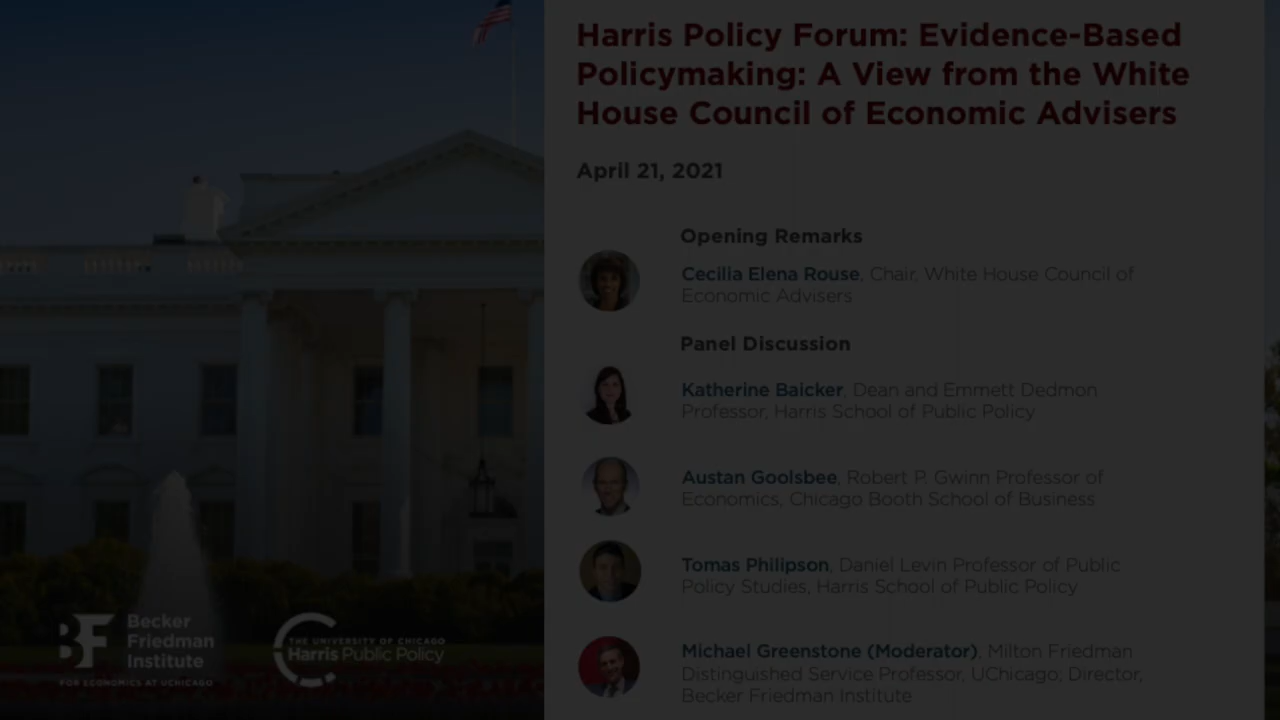 Harris Policy Forum: Evidence-Based
Policymaking: A View from the White
House Council of Economic Advisers
April 21, 2021
Opening Remarks
Cecilia Elena Rouse, Chair, White House Council of
Economic Advisers
Panel Discussion
Katherine Baicker, Dean and Emmett Dedmon
Professor, Harris School of Public Policy
Austan Goolsbee, Robert P. Gwinn Professor of
Economics, Chicago Booth School of Business
Tomas Philipson, Daniel Levin Professor of Public
Policy Studies, Harris School of Public Policy
Michael Greenstone (Moderator), Milton Friedman
Distinguished Service Professor, UChicago; Director,
Becker Friedman Institute
BF
Becker
Friedman
Institute
FOR ECONOMICS AT UCHICAGO
THE UNIVERSITY OF CHICAGO
Harris Public Policy